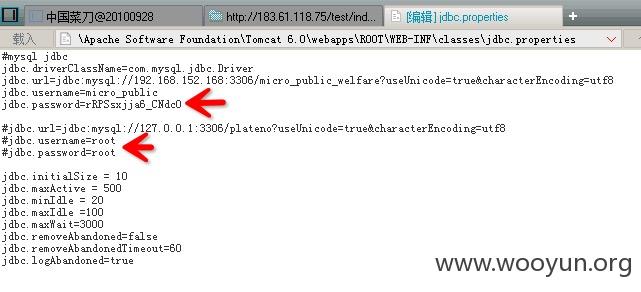 中国菜刀@20100928
http://183.61.118.75/test/ind...
[编辑] jdbc.properties
载入
\Apache Software Foundation\Tomcat 6.0\webapps\ROOT\WEB-INF\classes\jdbc.properties
#mysql jdbc
jdbc.driverClassName=com.mysql.jdbc.Driver
jdbc.url=jdbc:mysql://192.168.152.168:3306/micro_public_welfare?useUnicode=true&characterEncoding=utf8
jdbc.username=micro_public
jdbc.password=rRPSsxjja6_CNdcO
#jdbc.url=jdbc:mysql://127.0.0.1:3306/plateno?useUnicode=true&characterEncoding=utf8
#jdbc.username=root
#jdbc.password=root
jdbc.initialSize = 10
jdbc.maxActive = 500
jdbc.minIdle = 20
jdbc.maxIdle =100
jdbc.maxWait=3000
jdbc.removeAbandoned=false
jdbc.removeAbandonedTimeout=60
jdbc.logAbandoned=true
www.wooyun.org